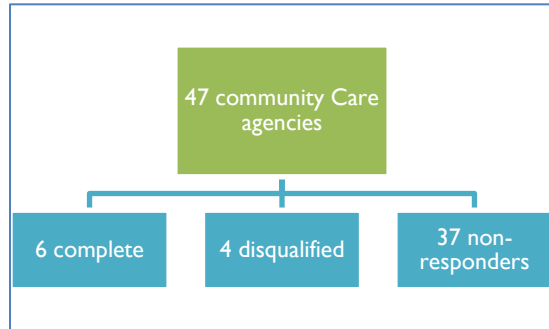 47 community Care
agencies
6 complete
4 disqualified
37 non-
responders